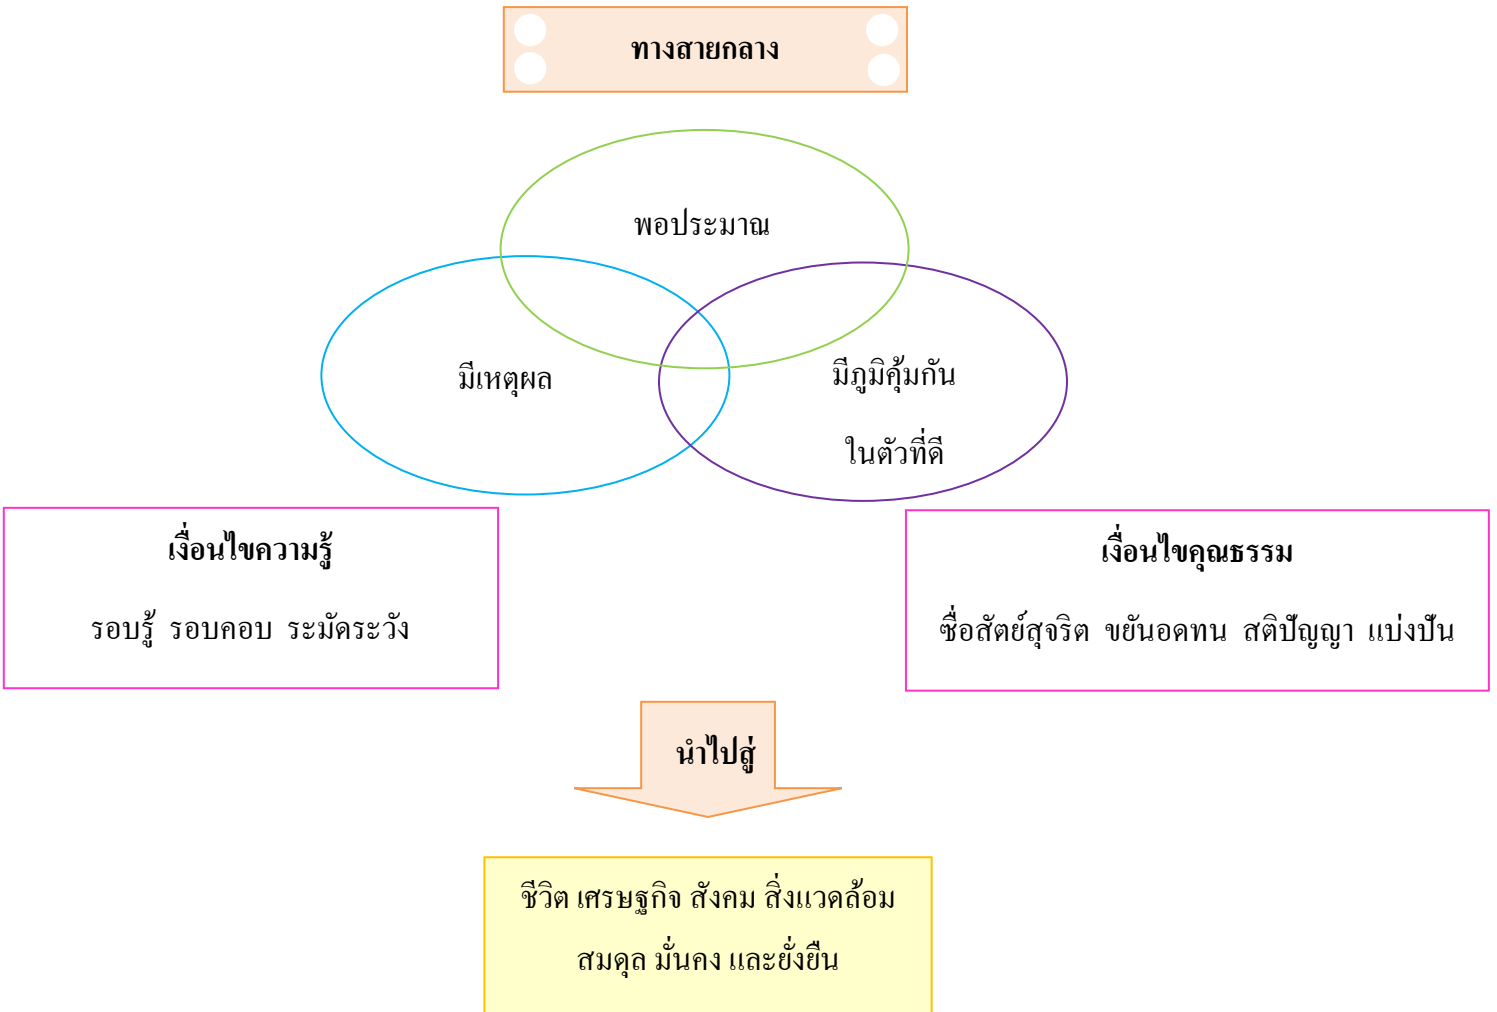 ทางสายกลาง
พอประมาณ
มีเหตุผล
มีภูมิคุ้มกัน
ในตัวที่ดี
เงื่อนไขความรู้
รอบรู้ รอบคอบ ระมัดระวัง
เงื่อนไขคุณธรรม
ซื่อสัตย์สุจริต ขยันอดทน สติปัญญา แบ่งปัน
นำไปสู่
ชีวิต เศรษฐกิจ สังคม สิ่งแวดล้อม
สมดุล มั่นคง และยั่งยืน